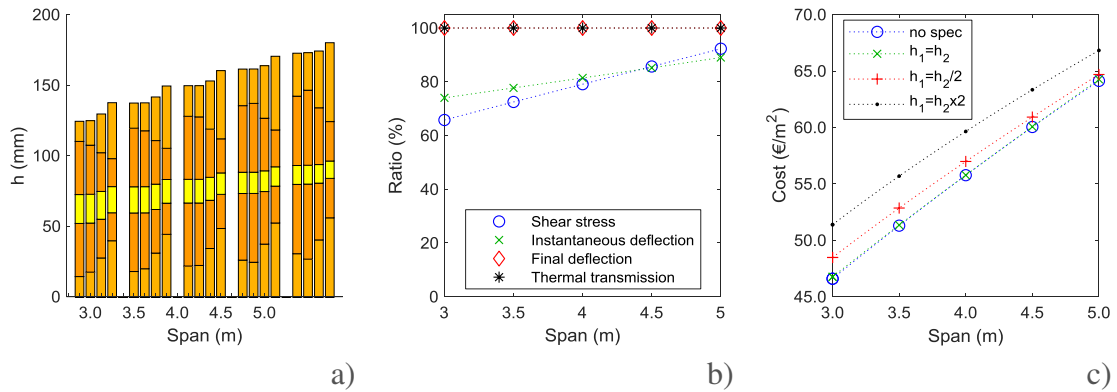 200
150
100
50
0
h (mm)
3.0 3.5 4.0 4.5 5.0
Span (m)
a)
100
80
60
40
20
0
Ratio (%)
Shear stress
Instantaneous deflection
Final deflection
Thermal transmission
3 3.5 4 4.5 5
Span (m)
b)
70.0
65.0
60.0
55.0
50.0
45.0
Cost (€/m²)
no spec
h₁=h₂
h₁=h₂/2
h₁=h₂x2
3.0 3.5 4.0 4.5 5.0
Span (m)
c)